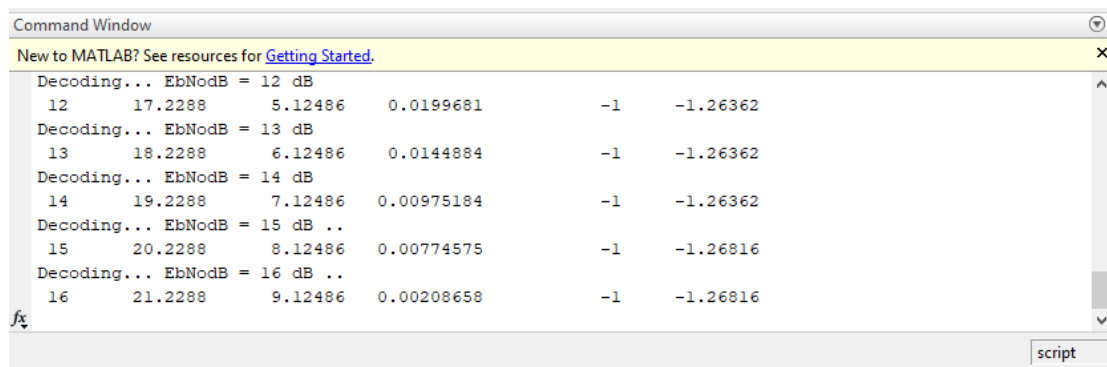 Command Window
New to MATLAB? See resources for Getting Started.
Decoding... EbNodB = 12 dB
12 17.2288 5.12486 0.0199681 -1 -1.26362
Decoding... EbNodB = 13 dB
13 18.2288 6.12486 0.0144884 -1 -1.26362
Decoding... EbNodB = 14 dB
14 19.2288 7.12486 0.00975184 -1 -1.26362
Decoding... EbNodB = 15 dB ..
15 20.2288 8.12486 0.00774575 -1 -1.26816
Decoding... EbNodB = 16 dB ..
16 21.2288 9.12486 0.00208658 -1 -1.26816
fx
script